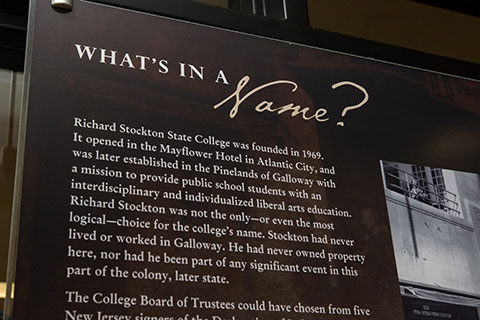 WHAT'S IN A Name?
Richard Stockton State College was founded in 1969.
It opened in the Mayflower Hotel in Atlantic City, and
was later established in the Pinelands of Galloway with
a mission to provide public school students with an
interdisciplinary and individualized liberal arts education.
Richard Stockton was not the only—or even the most
logical—choice for the college's name. Stockton had never
lived or worked in Galloway. He had never owned property
here, nor had he been part of any significant event in this
part of the colony, later state.
The College Board of Trustees could have chosen from five
New Jersey signers of the